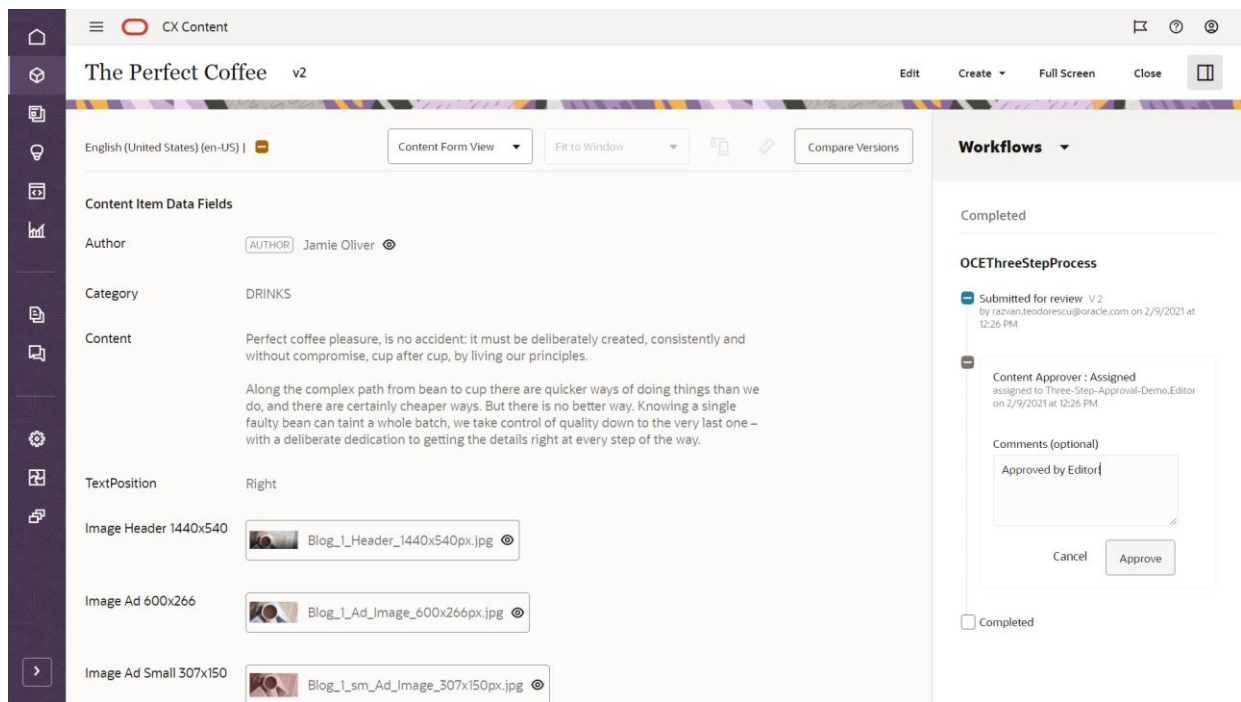 CX Content
The Perfect Coffee v2
Edit Create Full Screen Close
English (United States) (en-US) |
Content Form View
Fit to Window
Compare Versions
Content Item Data Fields
Author
AUTHOR Jamie Oliver
Category
DRINKS
Content
Perfect coffee pleasure, is no accident: it must be deliberately created, consistently and
without compromise, cup after cup, by living our principles.
Along the complex path from bean to cup there are quicker ways of doing things than we
do, and there are certainly cheaper ways. But there is no better way. Knowing a single
faulty bean can taint a whole batch, we take control of quality down to the very last one –
with a deliberate dedication to getting the details right at every step of the way.
TextPosition
Right
Image Header 1440x540
Blog_1_Header_1440x540px.jpg
Image Ad 600x266
Blog_1_Ad_Image_600x266px.jpg
Image Ad Small 307x150
Blog_1_sm_Ad_Image_307x150px.jpg
Workflows
Completed
OCEThreeStepProcess
Submitted for review V 2
by razvan.teodorescu@oracle.com on 2/9/2021 at
12:26 PM
Content Approver : Assigned
assigned to Three-Step-Approval-Demo.Editor
on 2/9/2021 at 12:26 PM
Comments (optional)
Approved by Editor!
Cancel Approve
Completed